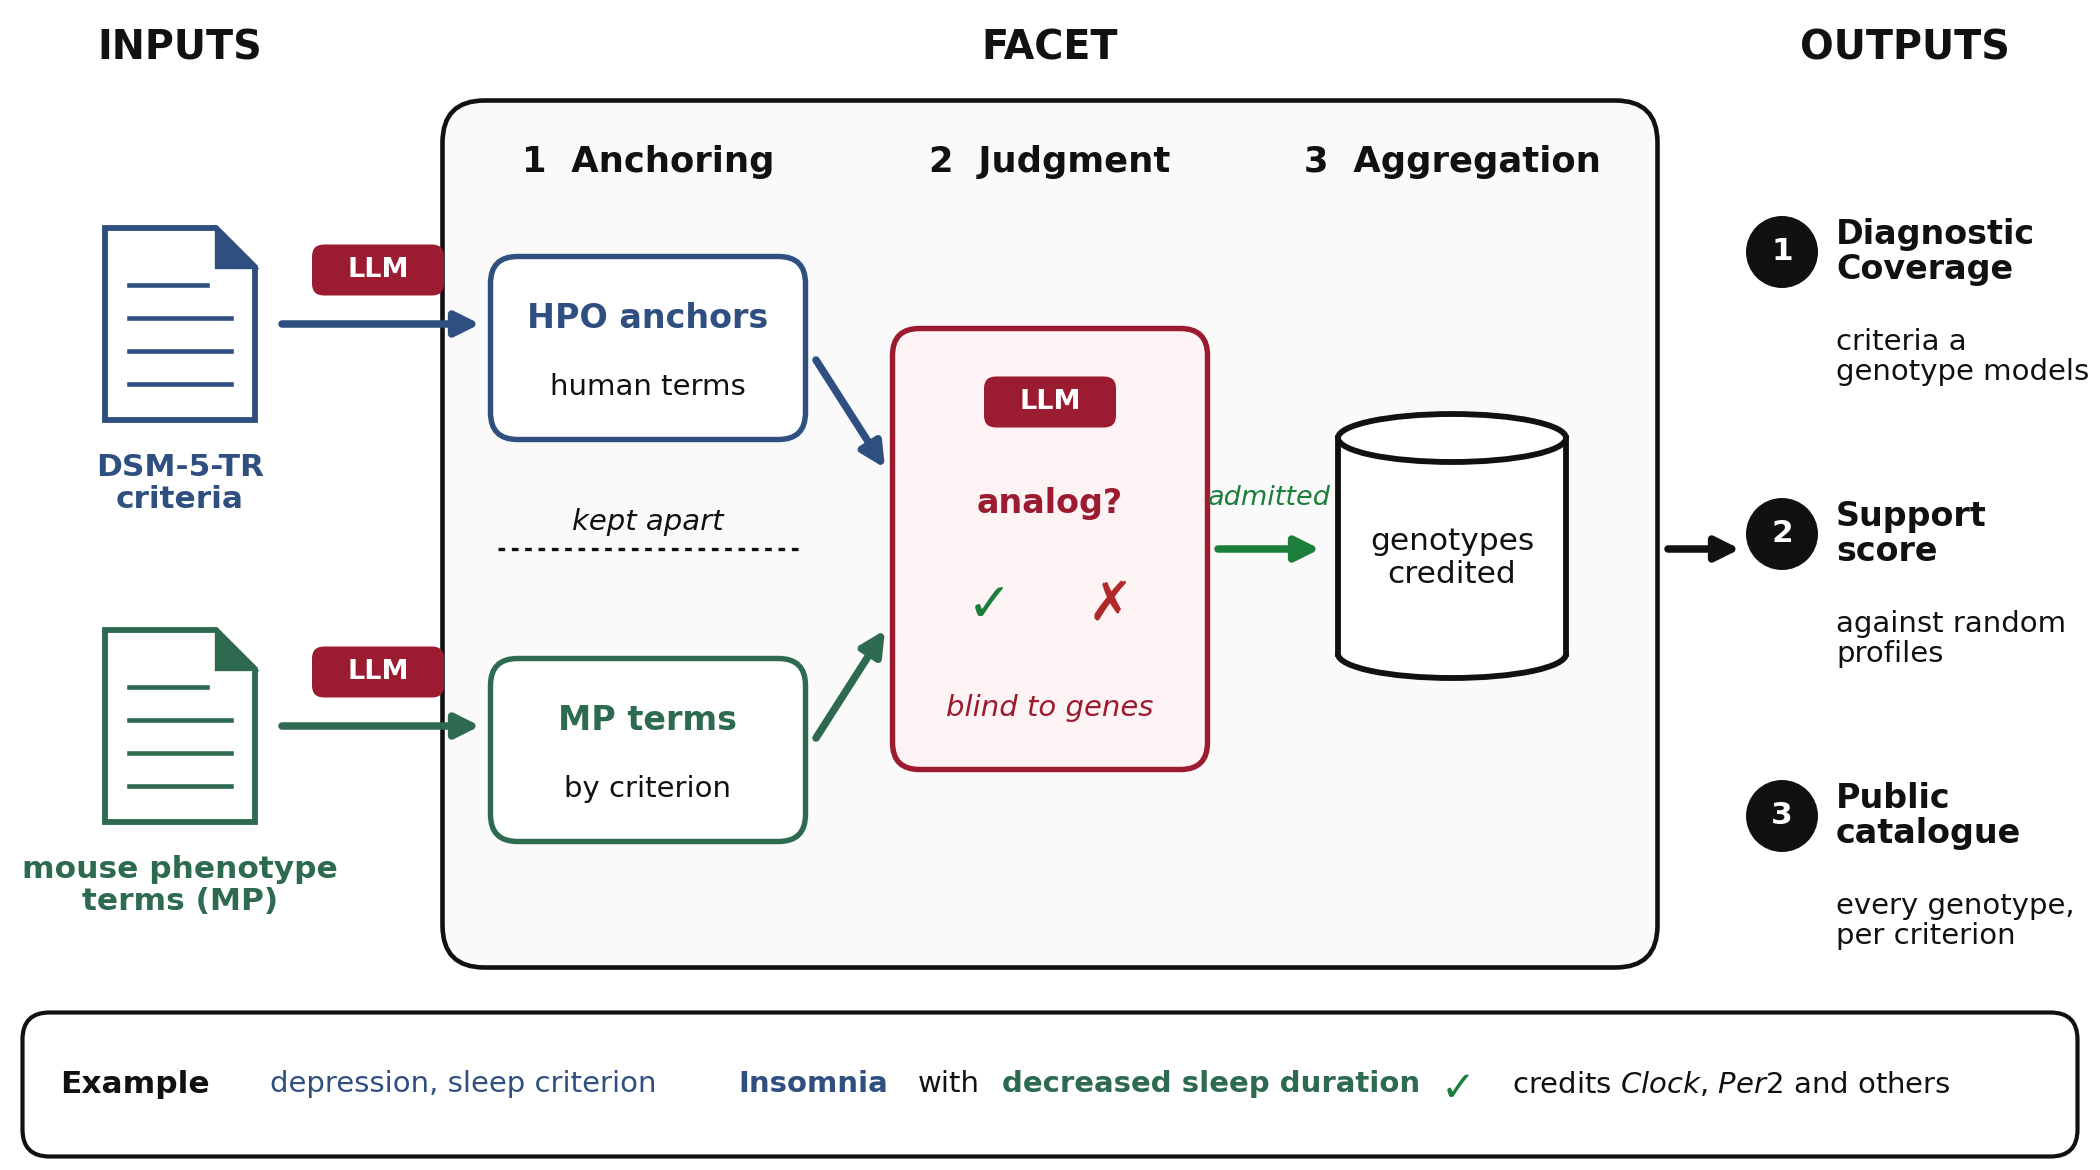 INPUTS
FACET
OUTPUTS
1 Anchoring
2 Judgment
3 Aggregation
LLM
DSM-5-TR
criteria
HPO anchors
human terms
kept apart
LLM
mouse phenotype
terms (MP)
MP terms
by criterion
LLM
analog?
✓ ✗
blind to genes
admitted
genotypes
credited
1
Diagnostic
Coverage
criteria a
genotype models
2
Support
score
against random
profiles
3
Public
catalogue
every genotype,
per criterion
Example depression, sleep criterion Insomnia with decreased sleep duration ✓ credits Clock, Per2 and others